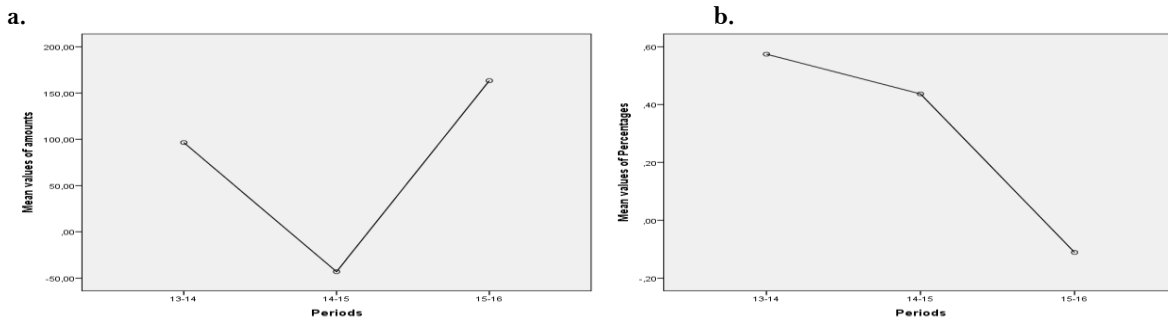 a.
Mean values of amounts
200,00
150,00
100,00
50,00
,00
-50,00
13-14
14-15
15-16
Periods
b.
Mean values of Percentages
,60
,40
,20
,00
-,20
13-14
14-15
15-16
Periods